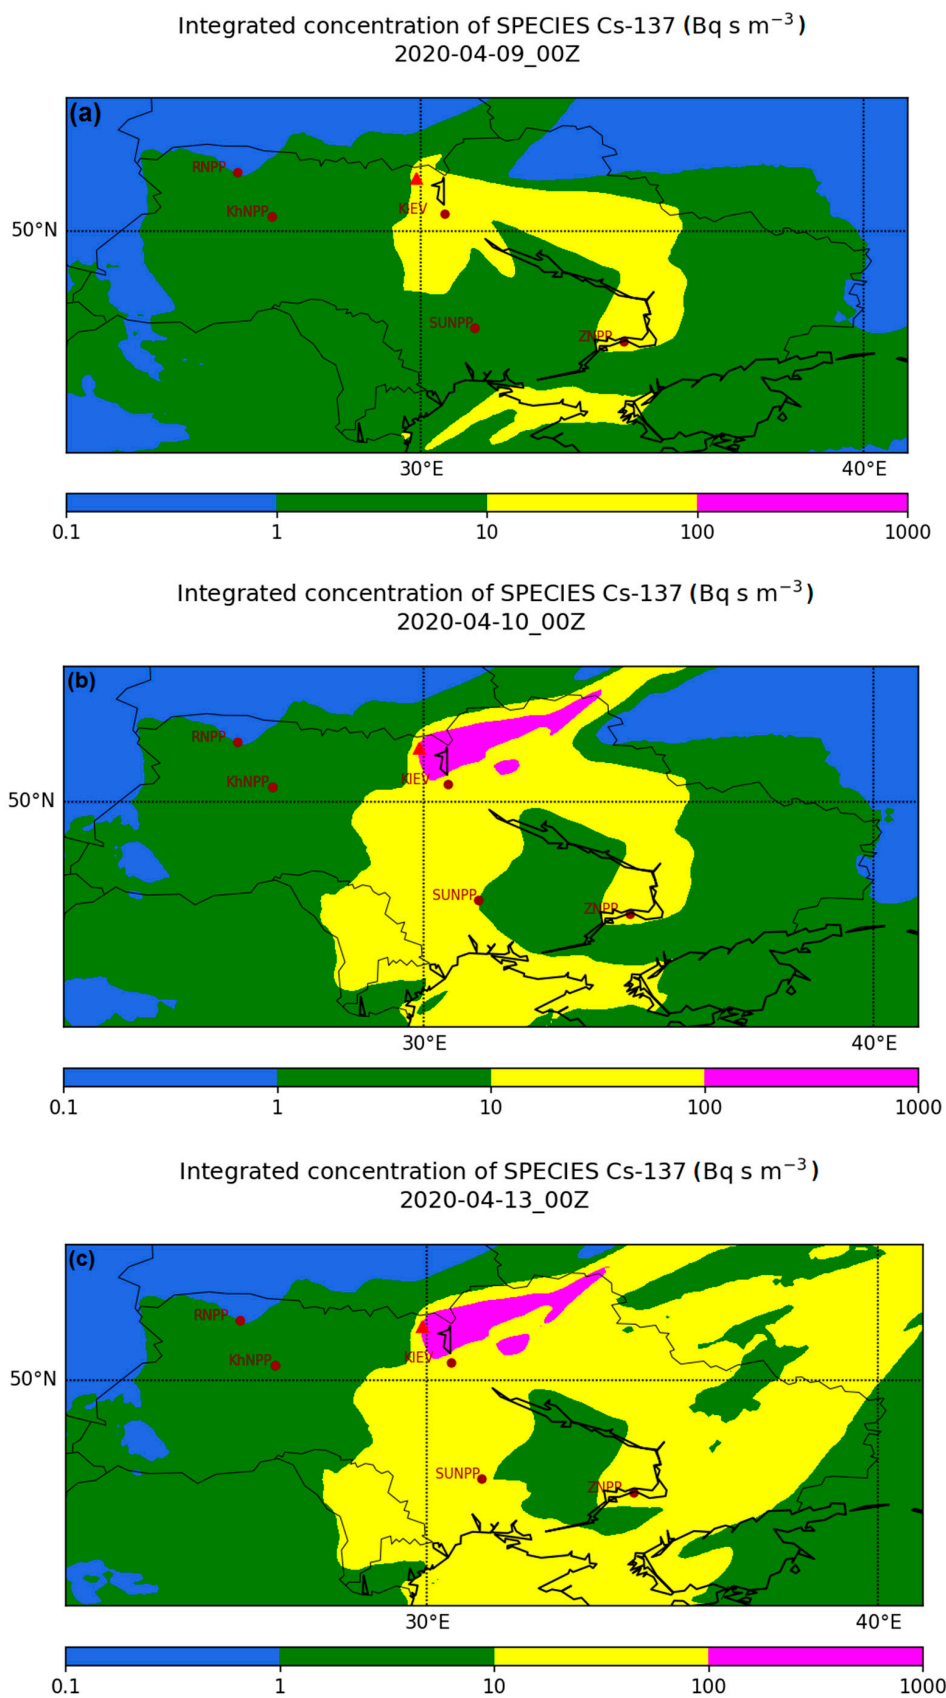 Integrated concentration of SPECIES Cs-137 (Bq s m⁻³)
2020-04-09_00Z
(a)
RNPP
KhNPP
KiEV
50°N
SUNPP
ZNPP
30°E 40°E
0.1 1 10 100 1000
Integrated concentration of SPECIES Cs-137 (Bq s m⁻³)
2020-04-10_00Z
(b)
RNPP
KhNPP
KIEV
50°N
SUNPP
ZNPP
30°E 40°E
0.1 1 10 100 1000
Integrated concentration of SPECIES Cs-137 (Bq s m⁻³)
2020-04-13_00Z
(c)
RNPP
KhNPP
KIEV
50°N
SUNPP
ZNPP
30°E 40°E
0.1 1 10 100 1000